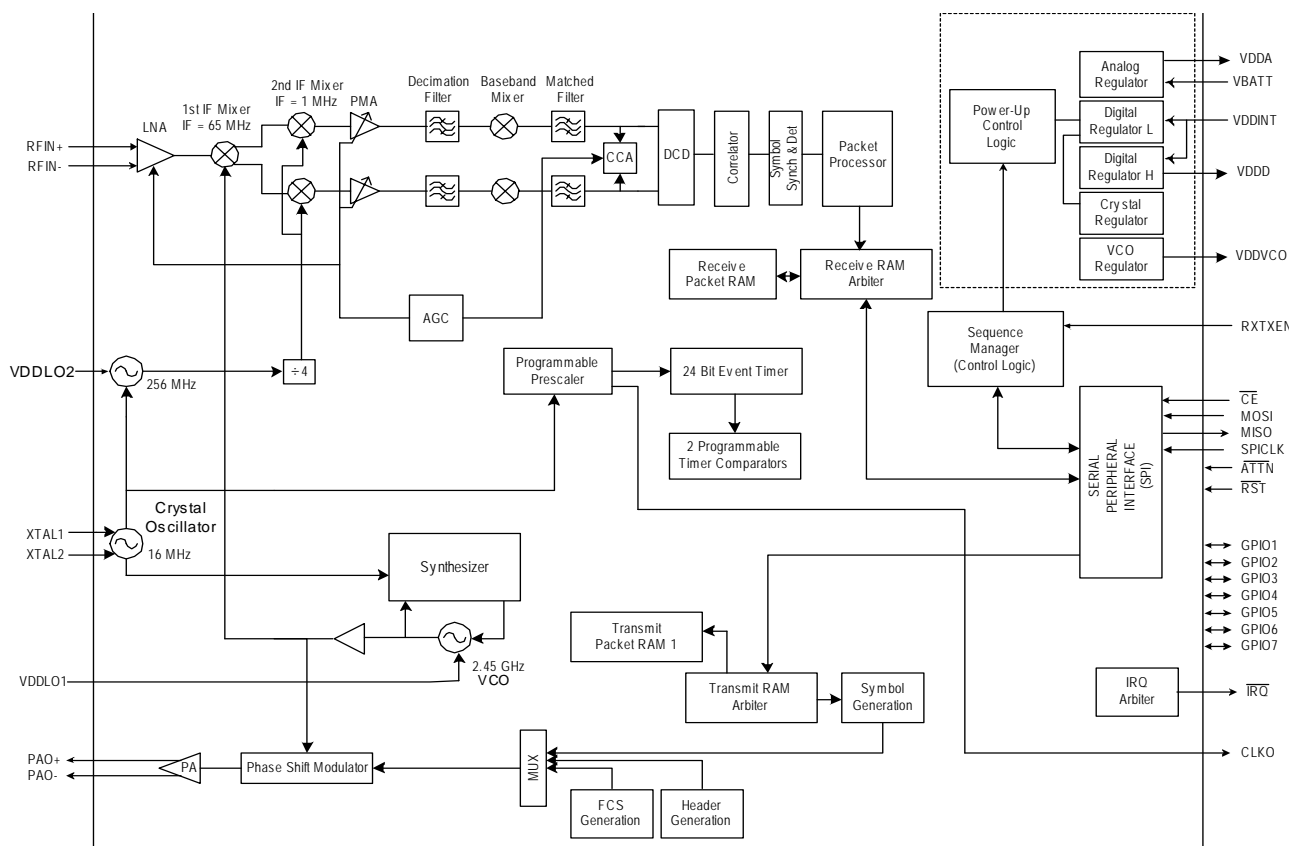 2nd IF Mixer
IF = 1 MHz
PMA
Decimation
Filter
Baseband
Mixer
Matched
Filter
1st IF Mixer
IF = 65 MHz
LNA
RFIN+
RFIN-
CCA
DCD
Correlator
Symbol
Synch & Det
Packet
Processor
Receive
Packet RAM
Receive RAM
Arbiter
AGC
Analog
Regulator
Power-Up
Control
Logic
Digital
Regulator L
Digital
Regulator H
Crystal
Regulator
VCO
Regulator
VDDA
VBATT
VDDINT
VDDD
VDDVCO
RXTXEN
Sequence
Manager
(Control Logic)
VDDLO2
256 MHz
÷4
Programmable
Prescaler
24 Bit Event Timer
2 Programmable
Timer Comparators
SERIAL
PERIPHERAL
INTERFACE
(SPI)
CE
MOSI
MISO
SPICLK
ATTN
RST
Crystal
Oscillator
XTAL1
XTAL2
16 MHz
Synthesizer
2.45 GHz
VCO
VDDLO1
GPIO1
GPIO2
GPIO3
GPIO4
GPIO5
GPIO6
GPIO7
Transmit
Packet RAM 1
Transmit RAM
Arbiter
Symbol
Generation
IRQ
Arbiter
IRQ
CLKO
PAO+
PAO-
PA
Phase Shift Modulator
MUX
FCS
Generation
Header
Generation